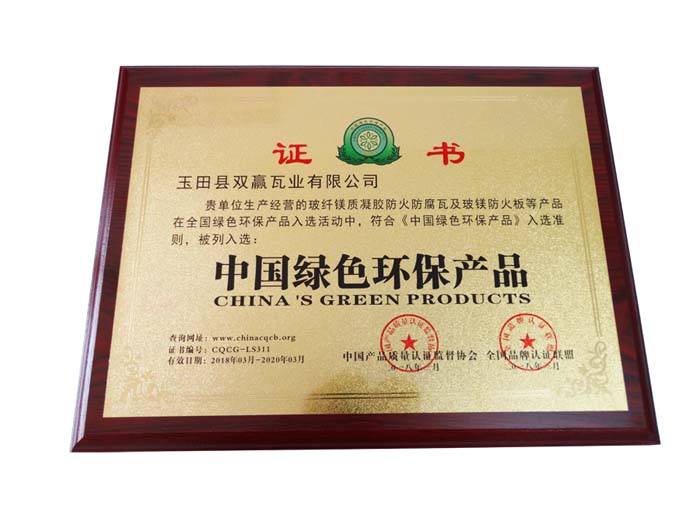 证 书
玉田县双赢瓦业有限公司
贵单位生产经营的玻纤镁质凝胶防火防腐瓦及玻镁防火板等产品
在全国绿色环保产品入选活动中，符合《中国绿色环保产品》入选准
则，被列入选：
中国绿色环保产品
CHINA'S GREEN PRODUCTS
查询网址：www.chinacqcb.org
证书编号：CQCG-LS311
有效日期：2018年03月-2020年03月
中国产品质量认证监督协会 全国品牌认证联盟